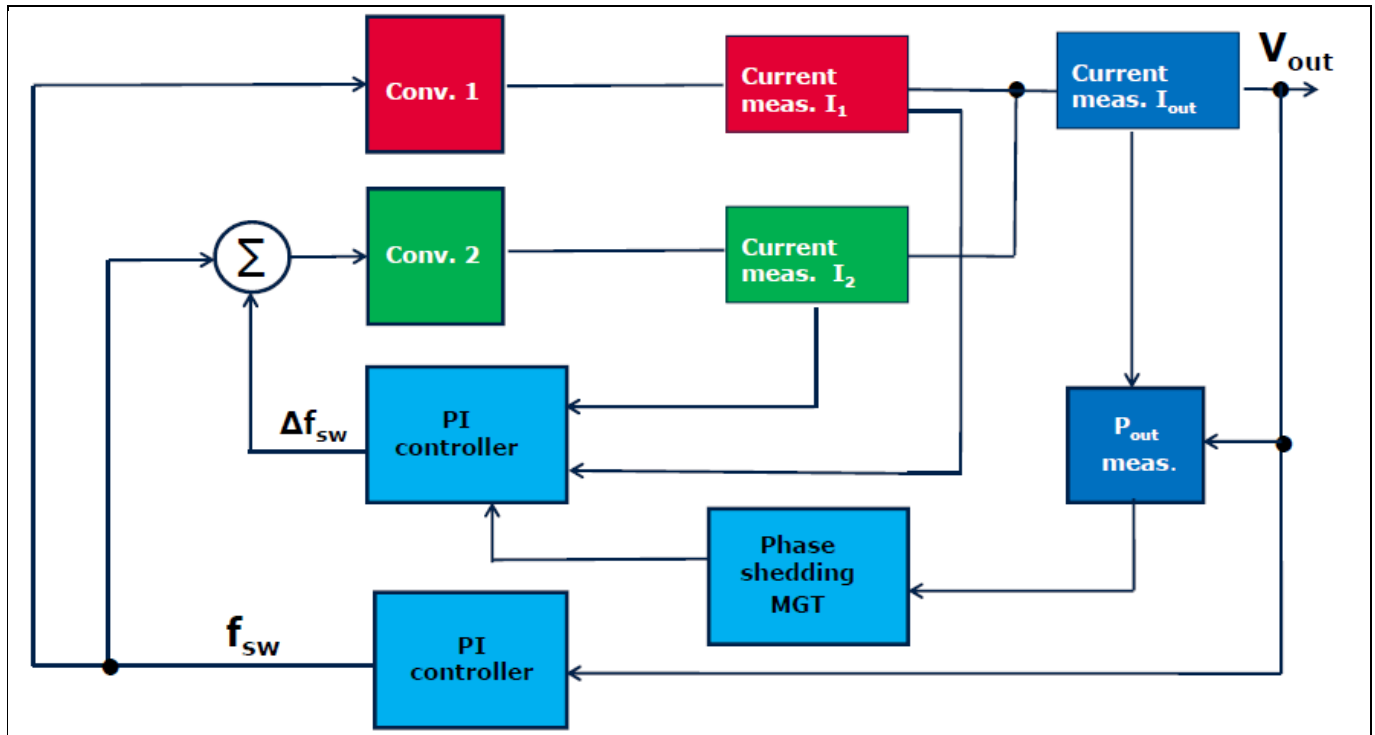 Conv. 1
Current
meas. I₁
Current
meas. Iₒᵤₜ
Vₒᵤₜ
Σ
Conv. 2
Current
meas. I₂
Δfsw
PI
controller
Pₒᵤₜ
meas.
Phase
shedding
MGT
fsw
PI
controller